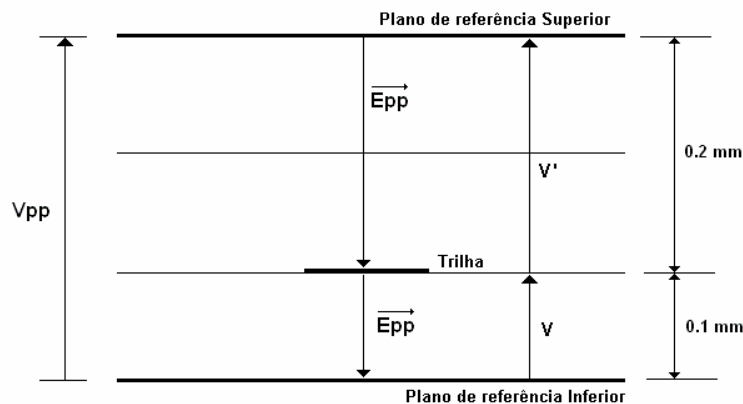 Plano de referência Superior
Epp
0.2 mm
V'
Vpp
Trilha
Epp
V
0.1 mm
Plano de referência Inferior